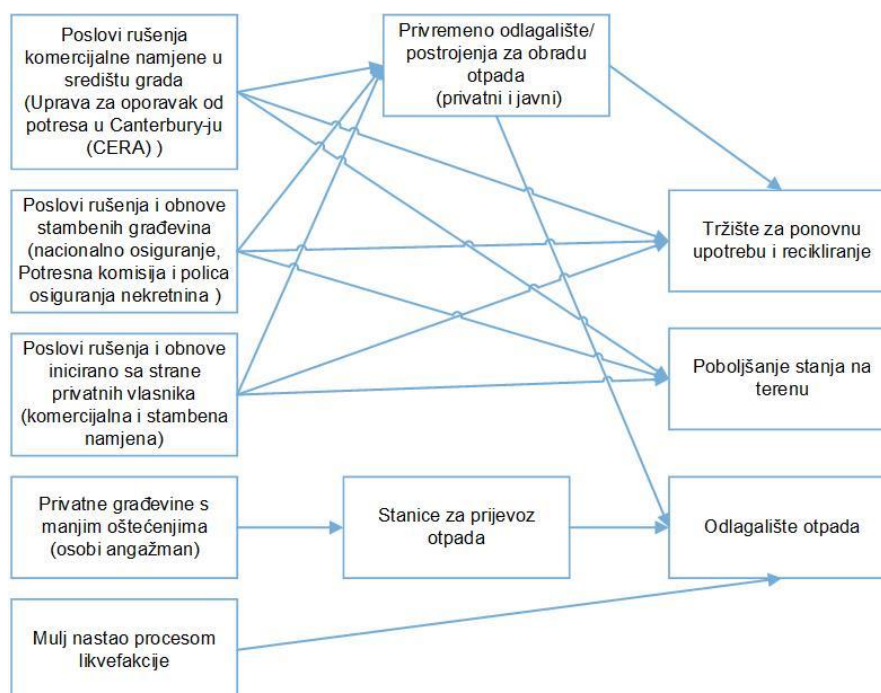 Poslovi rušenja
komercijalne namjene u
središtu grada
(Uprava za oporavak od
potresa u Canterbury-ju
(CERA) )
Privremeno odlagalište/
postrojenja za obradu
otpada
(privatni i javni)
Poslovi rušenja i obnove
stambenih građevina
(nacionalno osiguranje,
Potresna komisija i polica
osiguranja nekretnina )
Tržište za ponovnu
upotrebu i recikliranje
Poslovi rušenja i obnove
inicirano sa strane
privatnih vlasnika
(komercijalna i stambena
namjena)
Poboljšanje stanja na
terenu
Privatne građevine s
manjim oštećenjima
(osobi angažman)
Stanice za prijevoz
otpada
Odlagalište otpada
Mulj nastao procesom
likvefakcije